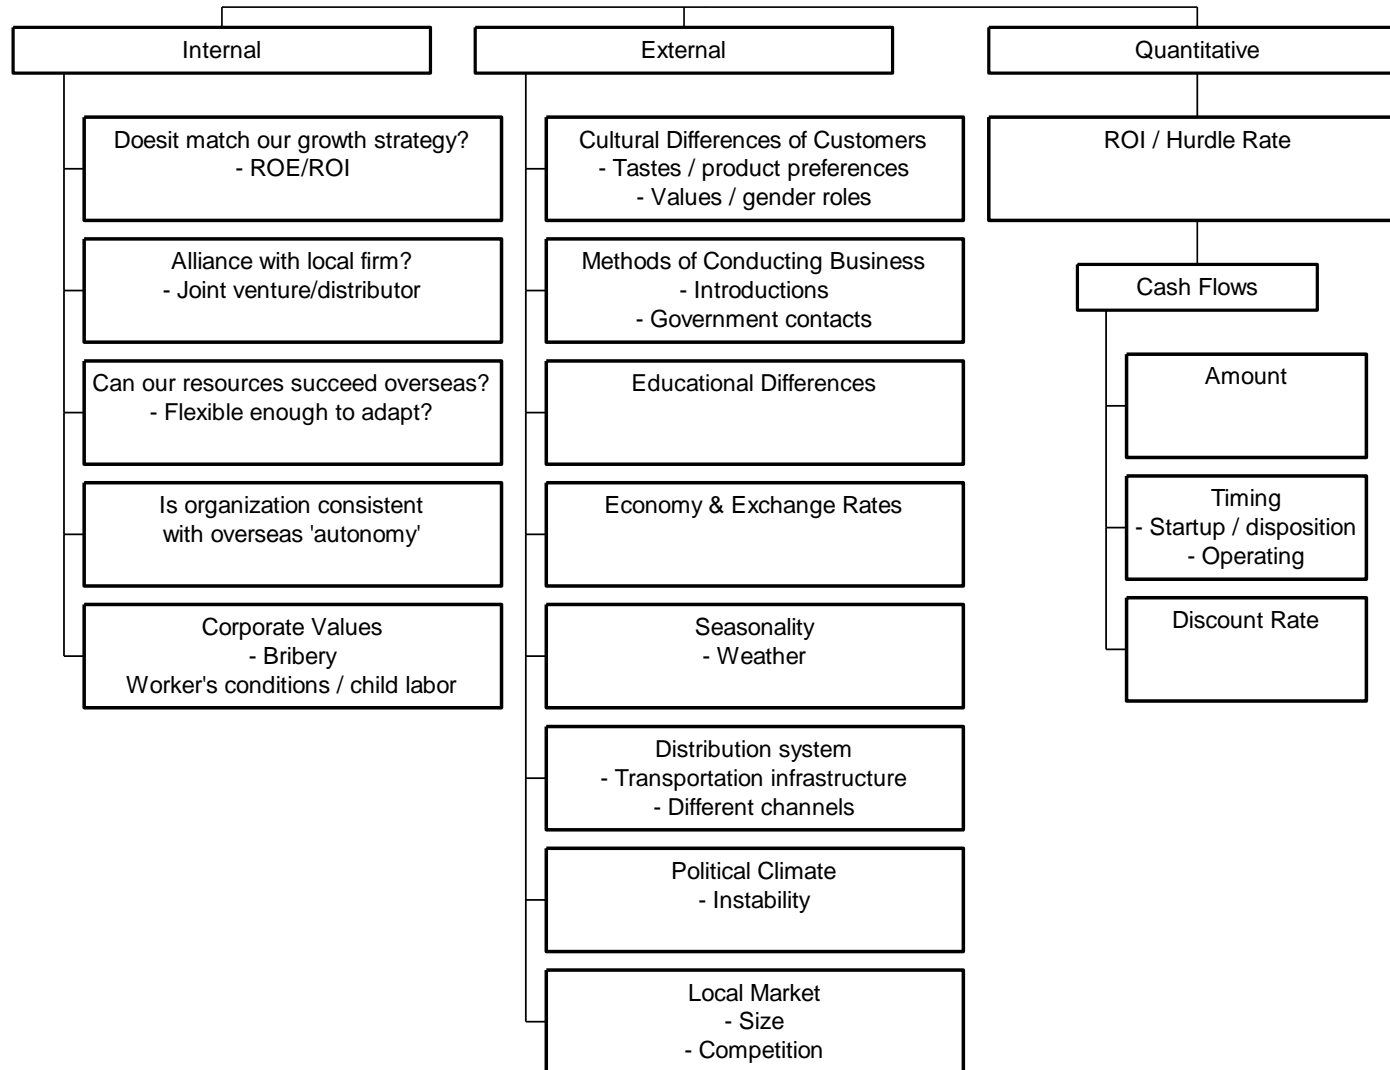 Internal
Doesit match our growth strategy?
- ROE/ROI
Alliance with local firm?
- Joint venture/distributor
Can our resources succeed overseas?
- Flexible enough to adapt?
Is organization consistent
with overseas 'autonomy'
Corporate Values
- Bribery
Worker's conditions / child labor
External
Cultural Differences of Customers
- Tastes / product preferences
- Values / gender roles
Methods of Conducting Business
- Introductions
- Government contacts
Educational Differences
Economy & Exchange Rates
Seasonality
- Weather
Distribution system
- Transportation infrastructure
- Different channels
Political Climate
- Instability
Local Market
- Size
- Competition
Quantitative
ROI / Hurdle Rate
Cash Flows
Amount
Timing
- Startup / disposition
- Operating
Discount Rate